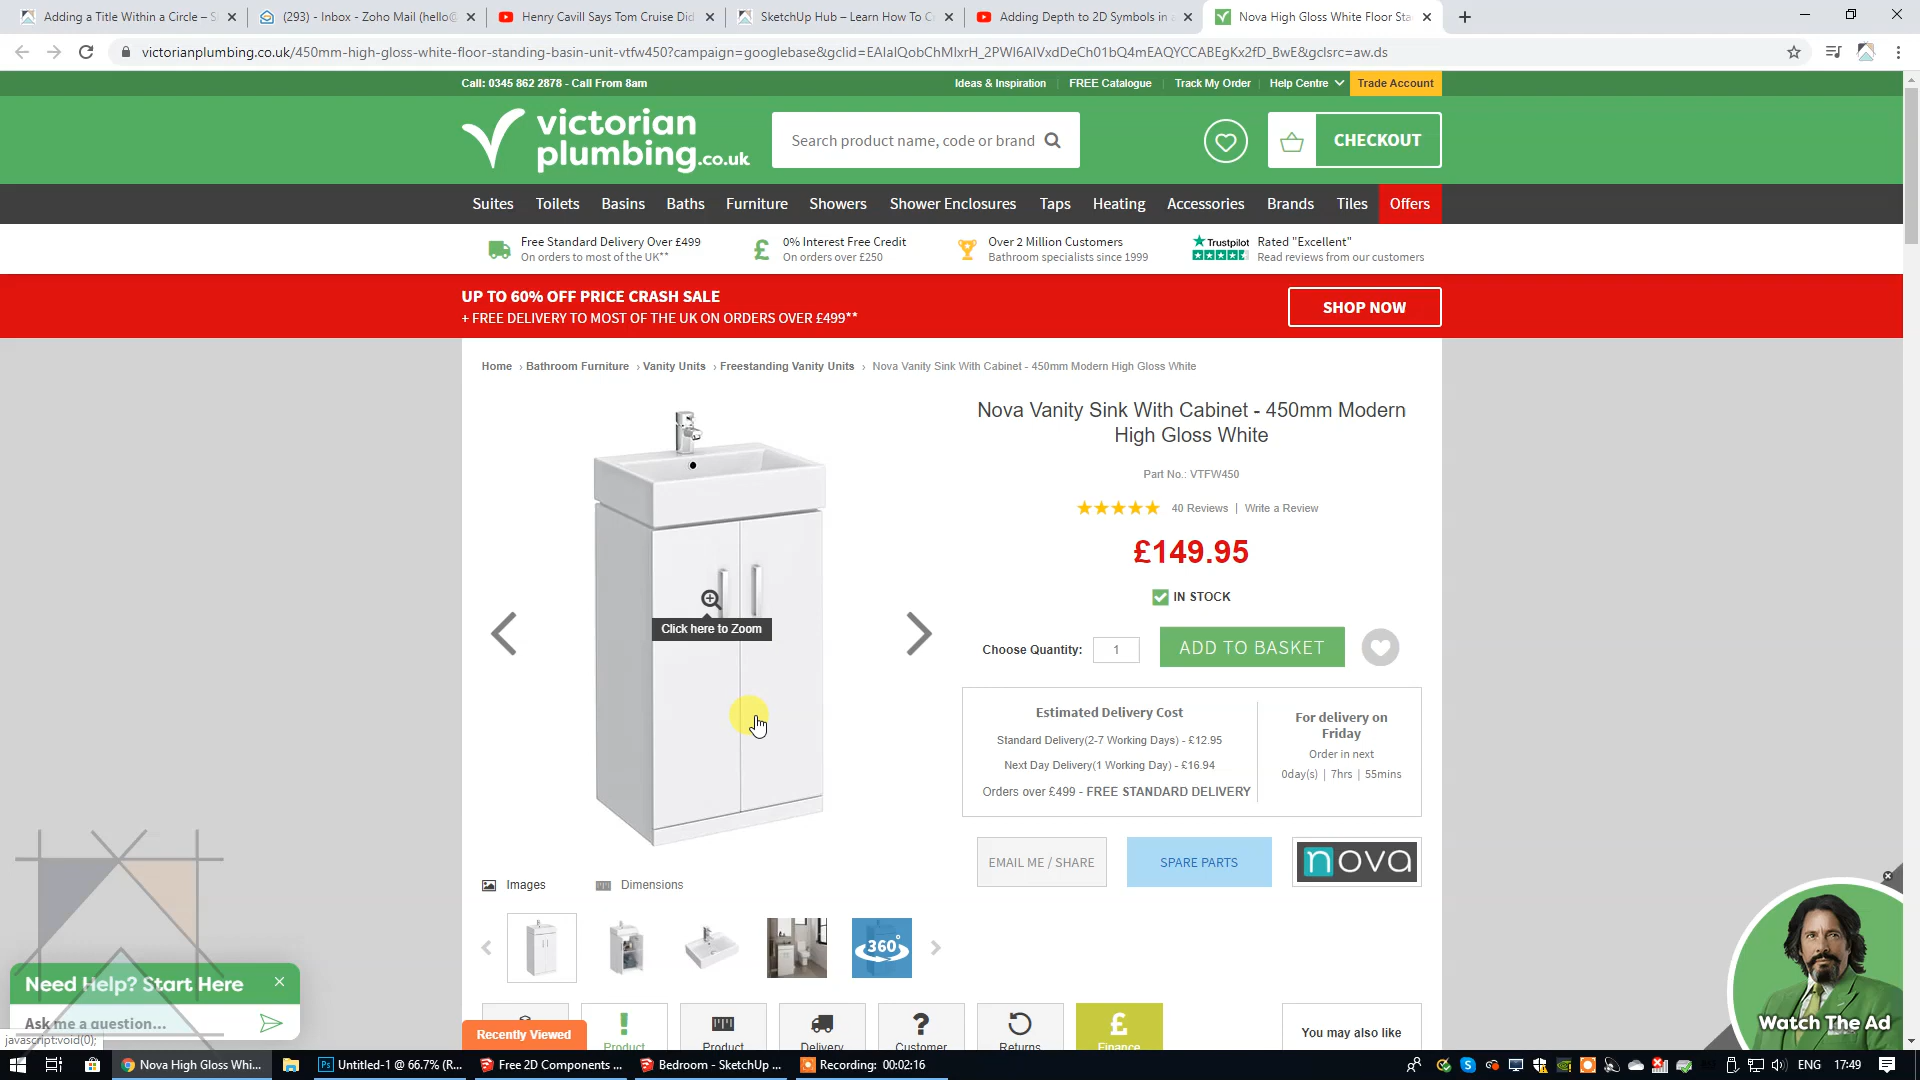 Adding a Title Within a Circle – S
(293) - Inbox - Zoho Mail (hello@
Henry Cavill Says Tom Cruise Did
SketchUp Hub – Learn How To C
Adding Depth to 2D Symbols in
Nova High Gloss White Floor Sta
victorianplumbing.co.uk/450mm-high-gloss-white-floor-standing-basin-unit-vtfw450?campaign=googlebase&gclid=EAIaIQobChMIxrH_2PWI6AIVxdDeCh01bQ4mEAQYCCABEgKx2fD_BwE&gclsrc=aw.ds
Call: 0345 862 2878 - Call From 8am
Ideas & Inspiration
FREE Catalogue
Track My Order
Help Centre
Trade Account
victorian
plumbing.co.uk
Search product name, code or brand
CHECKOUT
Suites Toilets Basins Baths Furniture Showers Shower Enclosures Taps Heating Accessories Brands Tiles Offers
Free Standard Delivery Over £499
On orders to most of the UK**
£
0% Interest Free Credit
On orders over £250
Over 2 Million Customers
Bathroom specialists since 1999
Trustpilot
Rated "Excellent"
Read reviews from our customers
UP TO 60% OFF PRICE CRASH SALE
+ FREE DELIVERY TO MOST OF THE UK ON ORDERS OVER £499**
SHOP NOW
Home › Bathroom Furniture › Vanity Units › Freestanding Vanity Units › Nova Vanity Sink With Cabinet - 450mm Modern High Gloss White
Nova Vanity Sink With Cabinet - 450mm Modern
High Gloss White
Part No.: VTFW450
40 Reviews | Write a Review
£149.95
IN STOCK
Click here to Zoom
Choose Quantity: 1
ADD TO BASKET
Estimated Delivery Cost
Standard Delivery(2-7 Working Days) - £12.95
Next Day Delivery(1 Working Day) - £16.94
Orders over £499 - FREE STANDARD DELIVERY
For delivery on
Friday
Order in next
0day(s) | 7hrs | 55mins
EMAIL ME / SHARE
SPARE PARTS
nova
Images
Dimensions
360°
Need Help? Start Here
Ask me a question...
javascript:void(0);
Recently Viewed
Product
Product
Delivery
Customer
Returns
£
Finance
You may also like
Watch The Ad
Nova High Gloss Whi...
Untitled-1 @ 66.7% (R...
Free 2D Components ...
Bedroom - SketchUp ...
Recording: 00:02:16
ENG
17:49